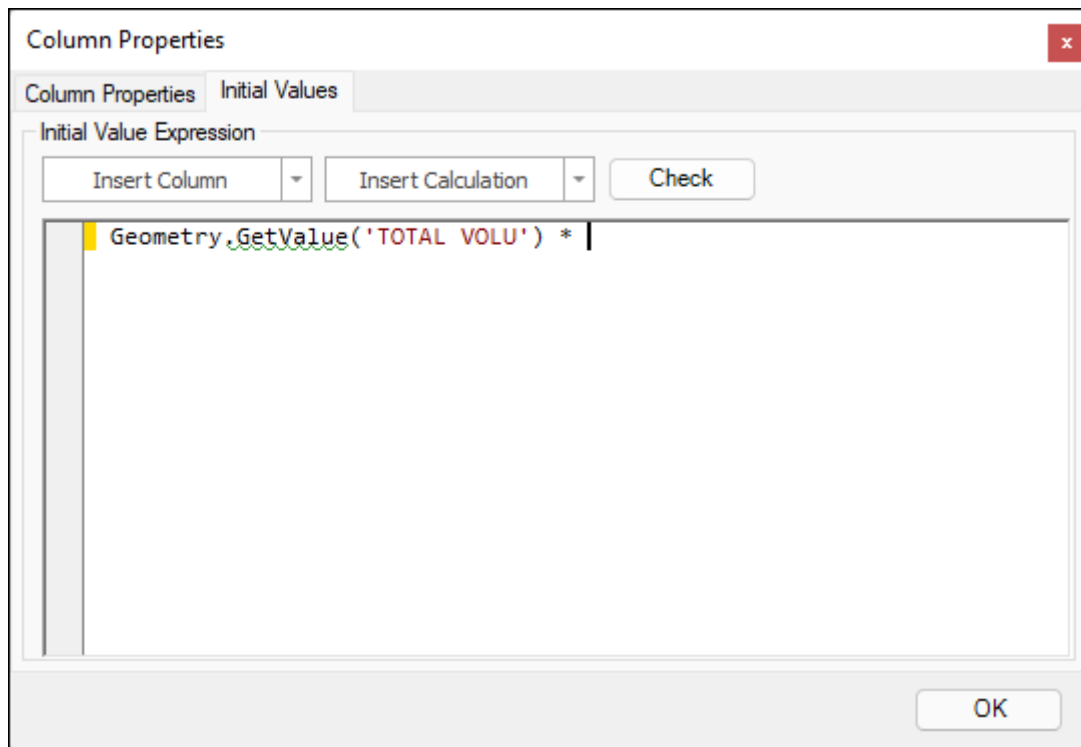 Column Properties
x
Column Properties Initial Values
Initial Value Expression
Insert Column Insert Calculation Check
Geometry.GetValue('TOTAL VOLU') *
OK